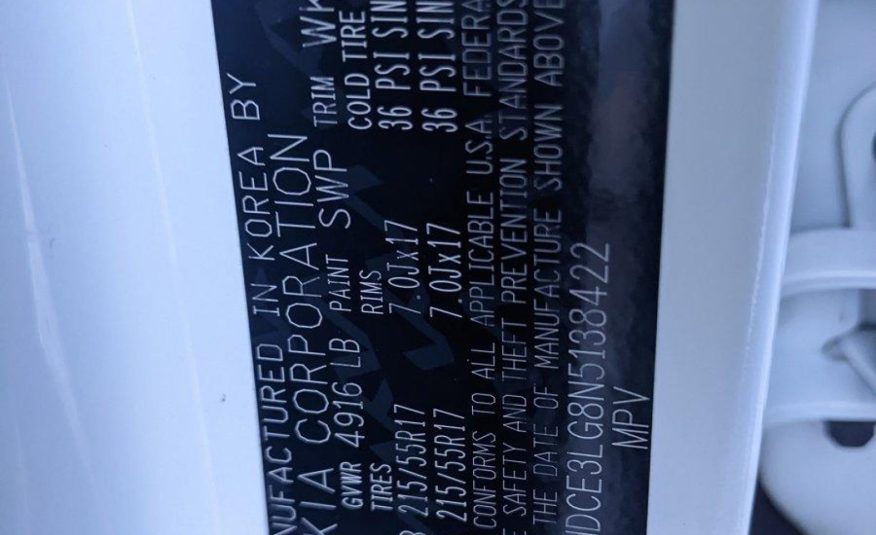 NUFACTURED IN KOREA BY
KIA CORPORATION
GVWR 4916 LB PAINT SWP TRIM WK
TIRES RIMS COLD TIRE
215/55R17 7.0Jx17 36 PSI SIN
215/55R17 7.0Jx17 36 PSI SIN
CONFORMS TO ALL APPLICABLE U.S.A. FEDERA
E SAFETY AND THEFT PREVENTION STANDARDS
THE DATE OF MANUFACTURE SHOWN ABOVE
NDCE3LG8N5138422
MPV